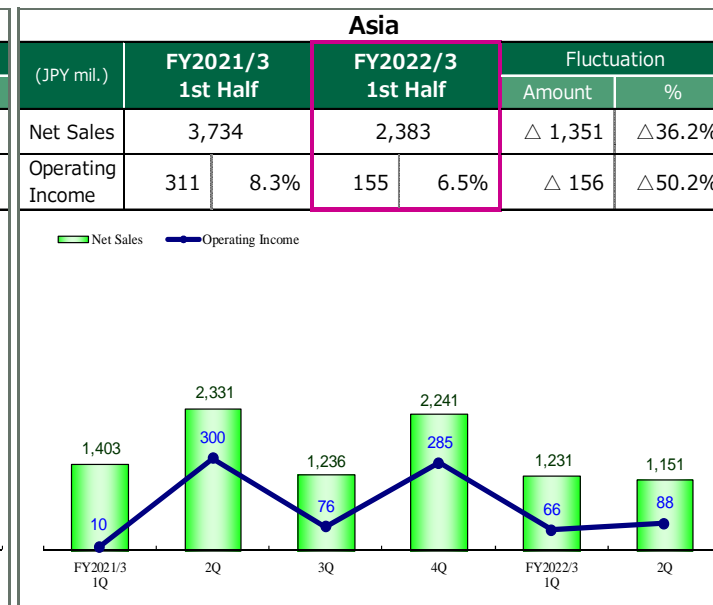 Asia
(JPY mil.) FY2021/3 1st Half FY2022/3 1st Half Fluctuation
Amount %
Net Sales 3,734 2,383 △ 1,351 △36.2%
Operating Income 311 8.3% 155 6.5% △ 156 △50.2%
Net Sales Operating Income
2,331
2,241
1,403
300
285
1,236
1,231
1,151
76
66
88
10
FY2021/3 1Q
2Q
3Q
4Q
FY2022/3 1Q
2Q